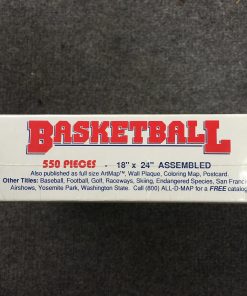 BASKETBALL
550 PIECES - 18" x 24" ASSEMBLED
Also published as full size ArtMap™, Wall Plaque, Coloring Map, Postcard.
Other Titles: Baseball, Football, Golf, Raceways, Skiing, Endangered Species, San Franc
Airshows, Yosemite Park, Washington State. Call (800) ALL-D-MAP for a FREE catalog